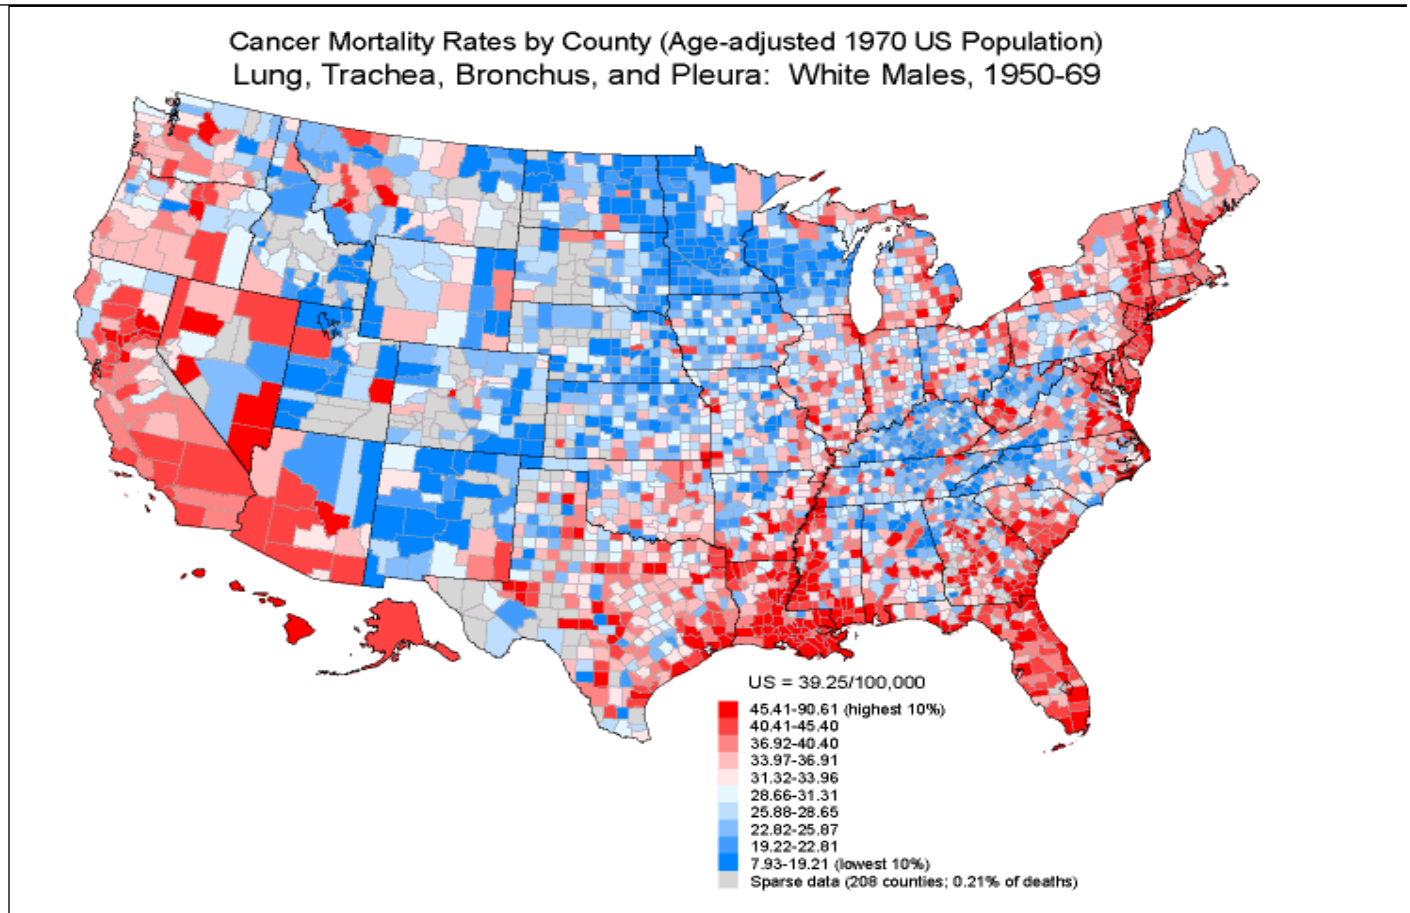 Cancer Mortality Rates by County (Age-adjusted 1970 US Population)
Lung, Trachea, Bronchus, and Pleura: White Males, 1950-69
US = 39.25/100,000
45.41-90.61 (highest 10%)
40.41-45.40
36.92-40.40
33.97-36.91
31.32-33.96
28.66-31.31
25.88-28.65
22.82-25.87
19.22-22.81
7.93-19.21 (lowest 10%)
Sparse data (208 counties; 0.21% of deaths)